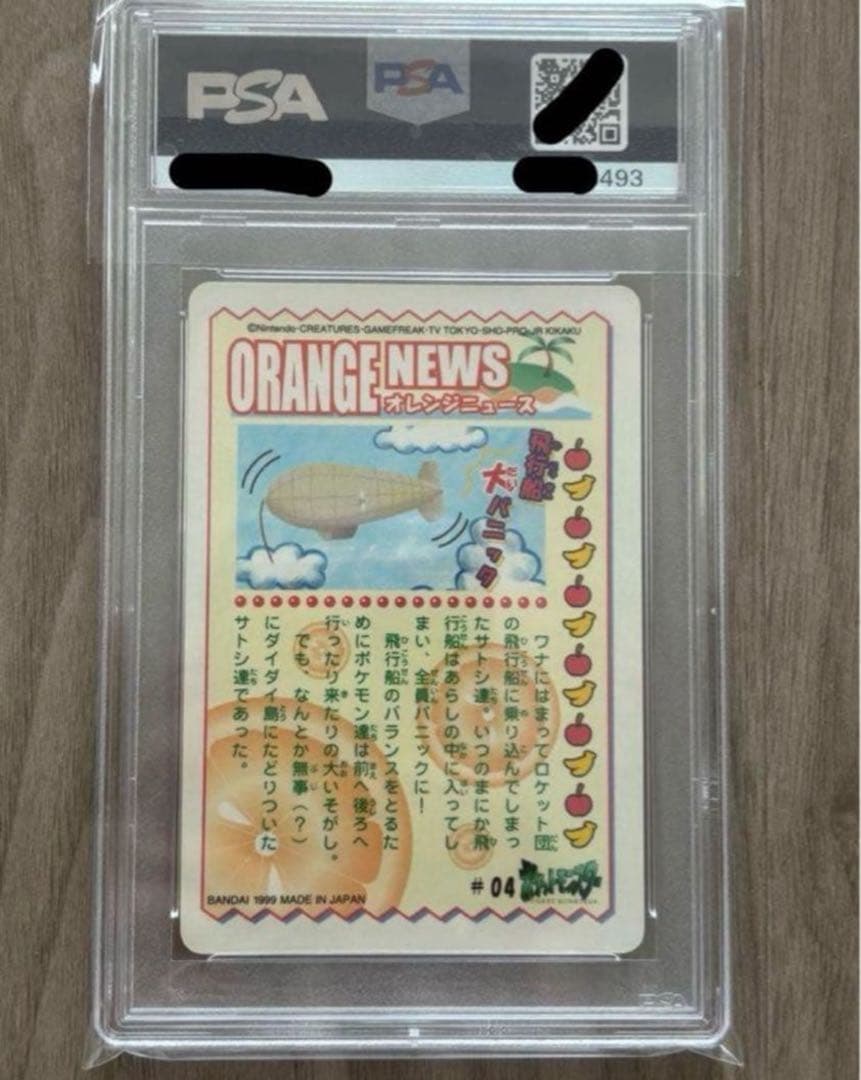 PSA
PSA
493
©Nintendo・CREATURES・GAMEFREAK・TV TOKYO・SHO-PRO・JR KIKAKU
ORANGE NEWS
オレンジニュース
飛行船
大パニック
ワナにはまってロケット団
の飛行船に乗り込んでしまっ
たサトシ達。いつのまにか飛
行船はあらしの中に入ってし
まい、全員パニックに!
飛行船のバランスをとるた
めにポケモン達は前へ後ろへ
行ったり来たりの大いそがし。
でも、なんとか無事(?)
にダイダイ島にたどりついた
サトシ達であった。
#04
BANDAI 1999 MADE IN JAPAN
PSA